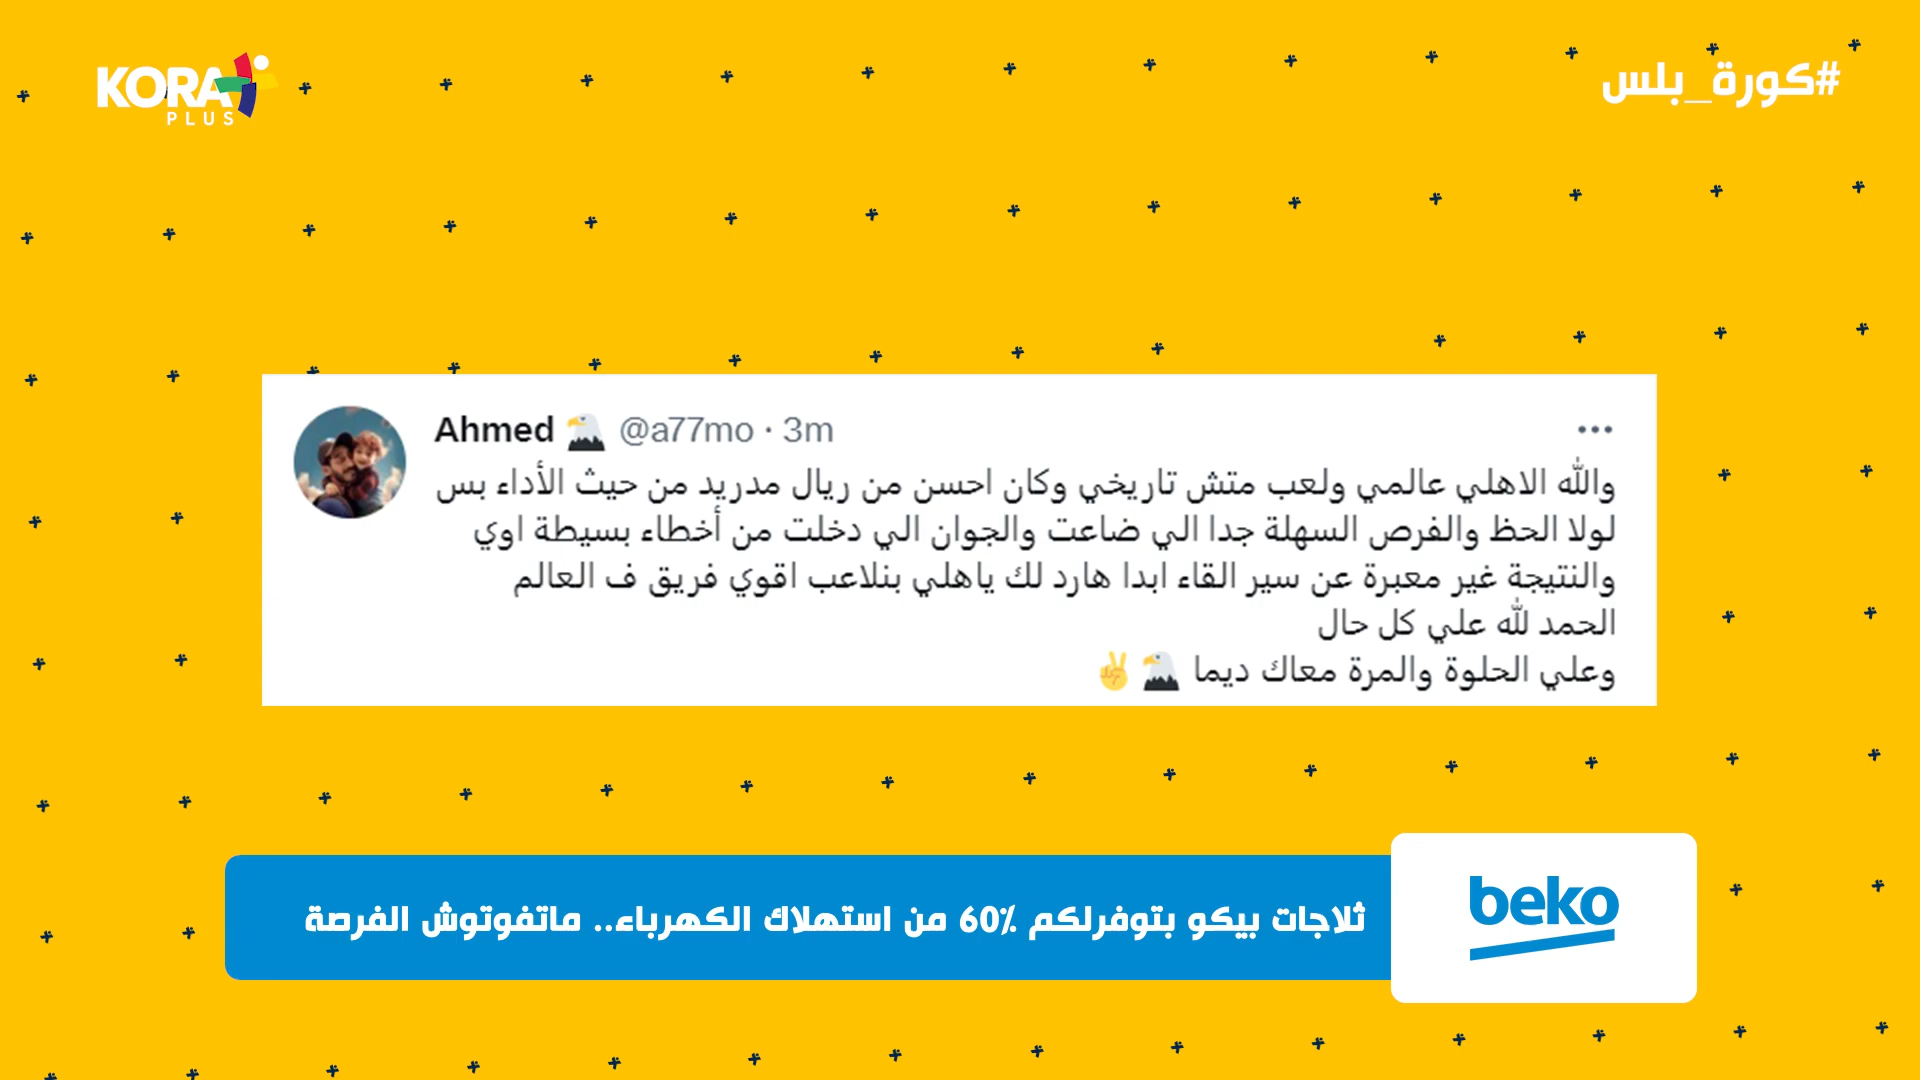 KORA
PLUS
#كورة_بلس
Ahmed 🦅 @a77mo · 3m
والله الاهلي عالمي ولعب متش تاريخي وكان احسن من ريال مدريد من حيث الأداء بس
لولا الحظ والفرص السهلة جدا الي ضاعت والجوان الي دخلت من أخطاء بسيطة اوي
والنتيجة غير معبرة عن سير القاء ابدا هارد لك ياهلي بنلاعب اقوي فريق ف العالم
الحمد لله علي كل حال
وعلي الحلوة والمرة معاك ديما 🦅✌
ثلاجات بيكو بتوفرلكم 60٪ من استهلاك الكهرباء.. ماتفوتوش الفرصة
beko